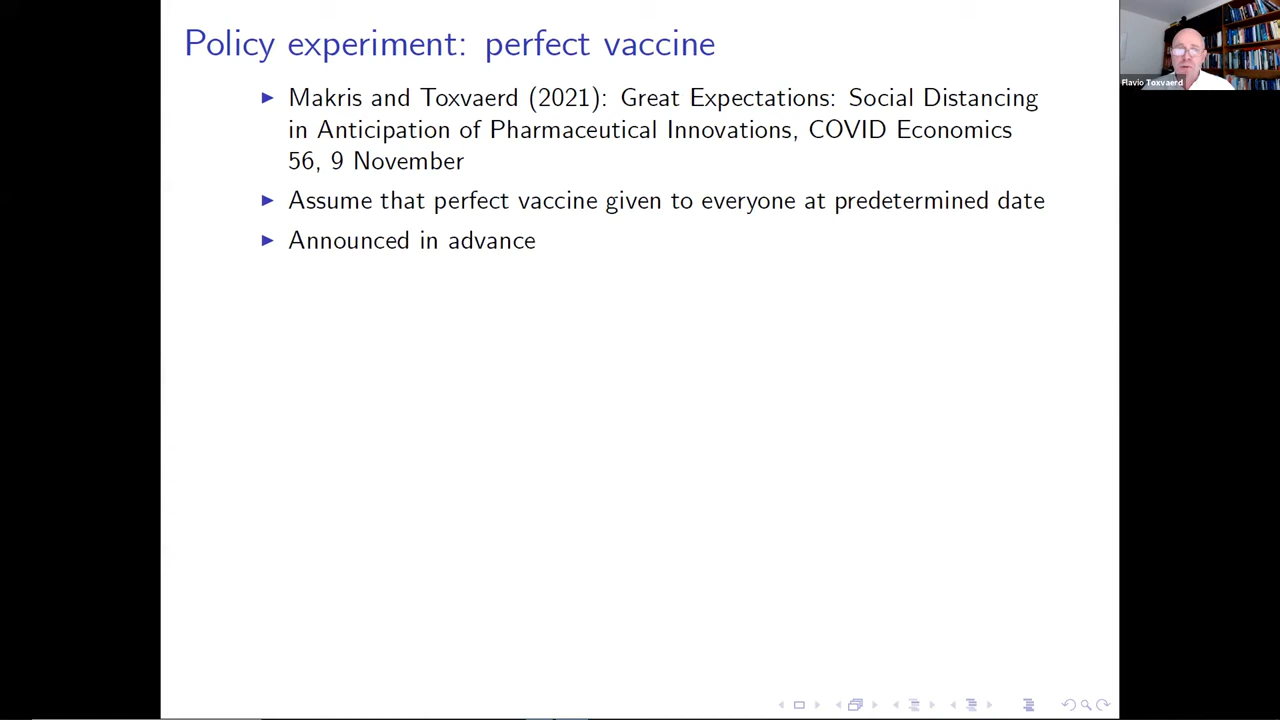 Policy experiment: perfect vaccine
Flavio Toxvaerd
▶ Makris and Toxvaerd (2021): Great Expectations: Social Distancing
in Anticipation of Pharmaceutical Innovations, COVID Economics
56, 9 November
▶ Assume that perfect vaccine given to everyone at predetermined date
▶ Announced in advance